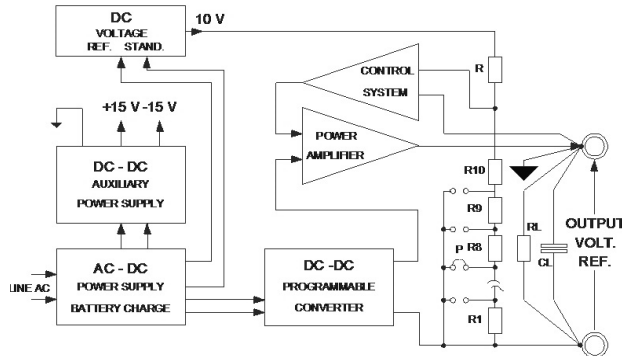 DC
VOLTAGE
REF. STAND.
10 V
R
CONTROL
SYSTEM
+15 V -15 V
POWER
AMPLIFIER
DC - DC
AUXILIARY
POWER SUPPLY
R10
R9
RL
OUTPUT
VOLT.
REF.
P
R8
CL
LINE AC
AC - DC
POWER SUPPLY
BATTERY CHARGE
DC -DC
PROGRAMMABLE
CONVERTER
R1